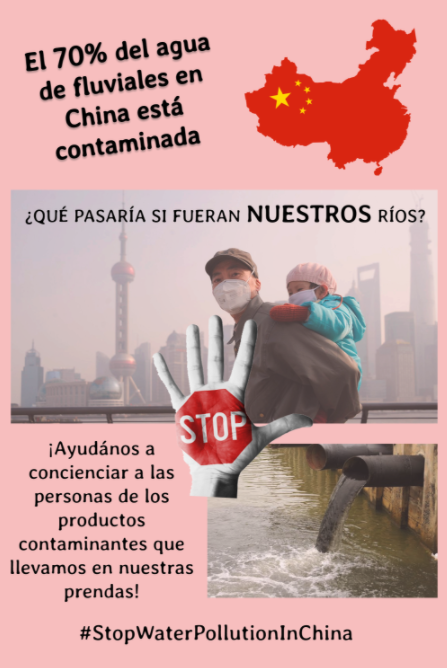 El 70% del agua
de fluviales en
China está
contaminada
¿QUÉ PASARÍA SI FUERAN NUESTROS RÍOS?
STOP
¡Ayudános a
concienciar a las
personas de los
productos
contaminantes que
llevamos en nuestras
prendas!
#StopWaterPollutionInChina